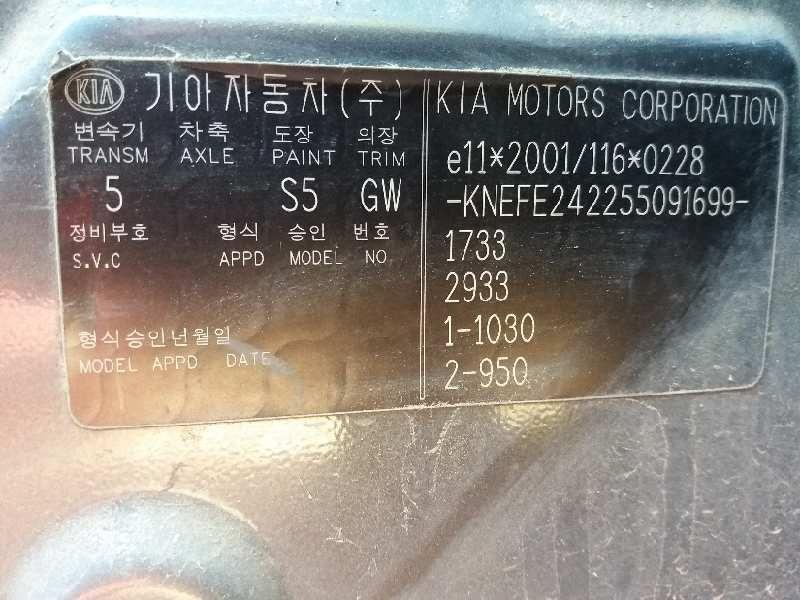 KIA 기아자동차(주)
변속기 차축 도장 의장
TRANSM AXLE PAINT TRIM
5 S5 GW
정비부호 형식 승인 번호
S.V.C APPD MODEL NO
형식승인년월일
MODEL APPD DATE
KIA MOTORS CORPORATION
e11*2001/116*0228
-KNEFE242255091699-
1733
2933
1-1030
2-950